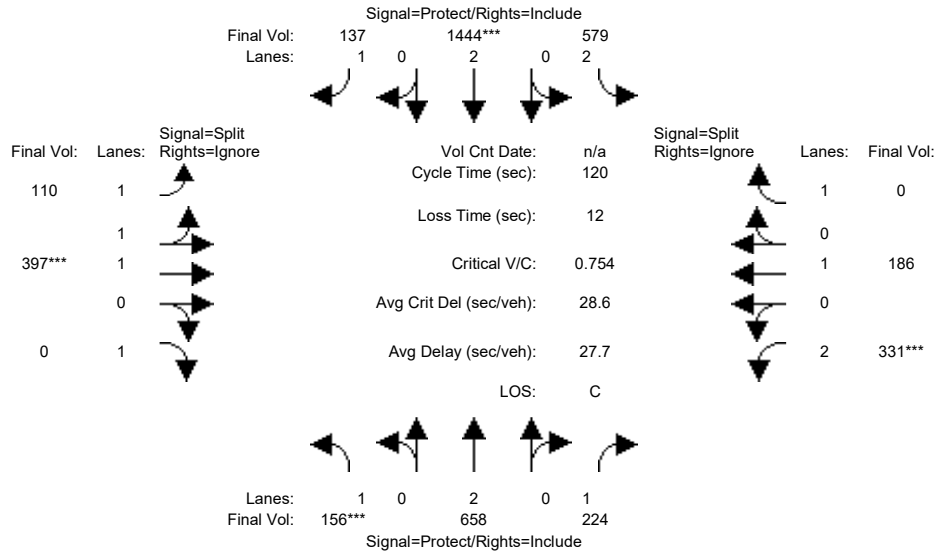 Signal=Protect/Rights=Include
Final Vol: 137 1444*** 579
Lanes: 1 0 2 0 2
Signal=Split
Final Vol: Lanes: Rights=Ignore
Vol Cnt Date: n/a
Signal=Split
Rights=Ignore Lanes: Final Vol:
Cycle Time (sec): 120
110 1
1 0
Loss Time (sec): 12
1
0
397*** 1
Critical V/C: 0.754
1 186
0
Avg Crit Del (sec/veh): 28.6
0
0 1
Avg Delay (sec/veh): 27.7
2 331***
LOS: C
Lanes: 1 0 2 0 1
Final Vol: 156*** 658 224
Signal=Protect/Rights=Include